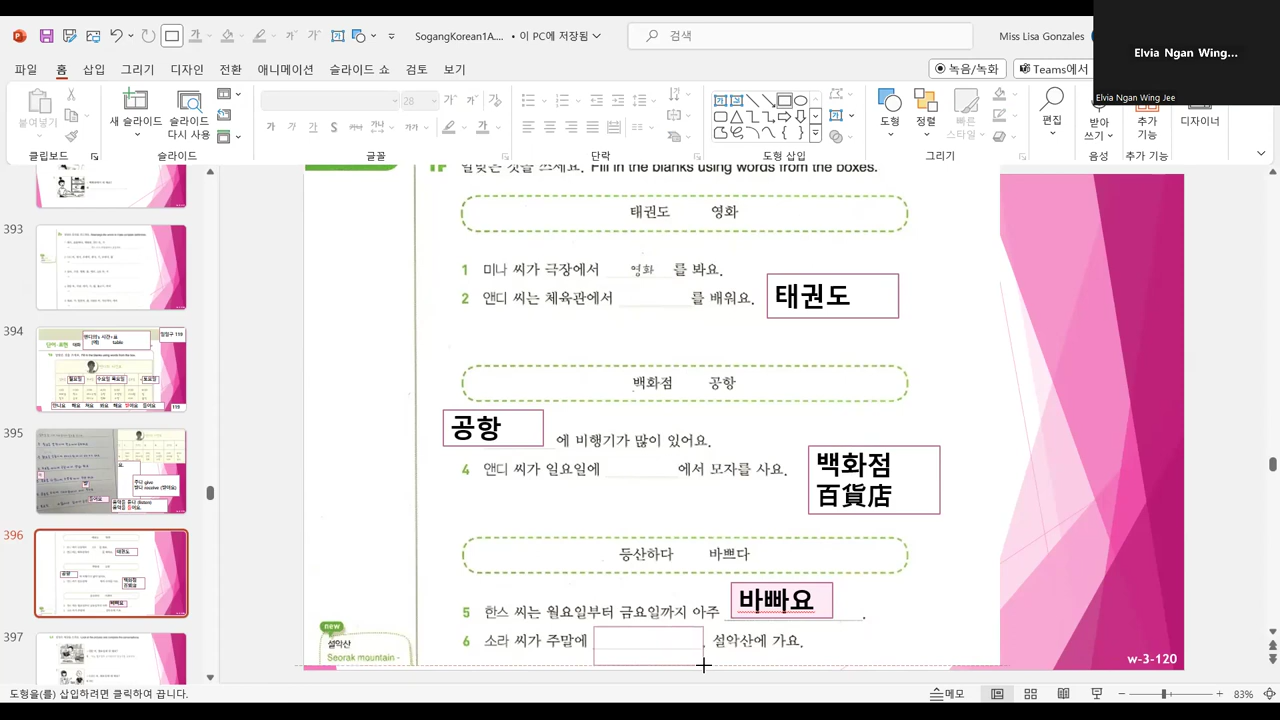 SogangKorean1A.... • 이 PC에 저장됨
검색
Miss Lisa Gonzales
Elvia Ngan Wing...
Elvia Ngan Wing Jee
파일 홈 삽입 그리기 디자인 전환 애니메이션 슬라이드 쇼 검토 보기
녹음/녹화
Teams에서
새 슬라이드
슬라이드 다시 사용
28
도형
정렬
빠른 스타일
편집
받아 쓰기
추가 기능
디자이너
클립보드
슬라이드
글꼴
단락
도형 삽입
그리기
음성
추가 기능
393
394
395
396
397
알맞은 것을 쓰세요. Fill in the blanks using words from the boxes.
태권도 영화
1 미나 씨가 극장에서 영화 를 봐요.
2 앤디 씨는 체육관에서 를 배워요.
태권도
백화점 공항
공항
에 비행기가 많이 있어요.
4 앤디 씨가 일요일에 에서 모자를 사요.
백화점
百貨店
등산하다 바쁘다
5 한스 씨는 월요일부터 금요일까지 아주 .
바빠요
6 소라 씨가 주말에 설악산에 가요.
new
설악산
Seorak mountain -
w-3-120
도형을(를) 삽입하려면 클릭하여 끕니다.
메모
83%